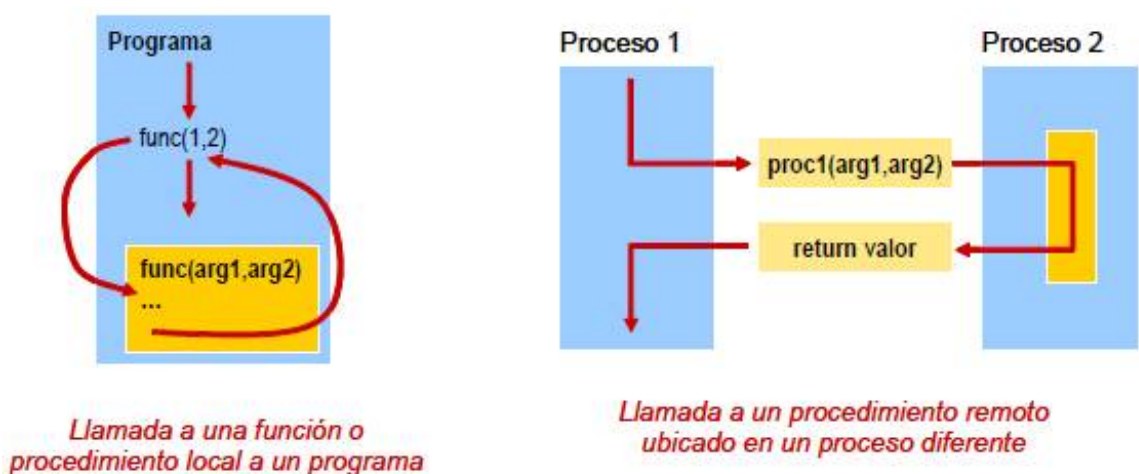 Programa
func(1,2)
func(arg1,arg2)
...
Llamada a una función o
procedimiento local a un programa
Proceso 1
Proceso 2
proc1(arg1,arg2)
return valor
Llamada a un procedimiento remoto
ubicado en un proceso diferente